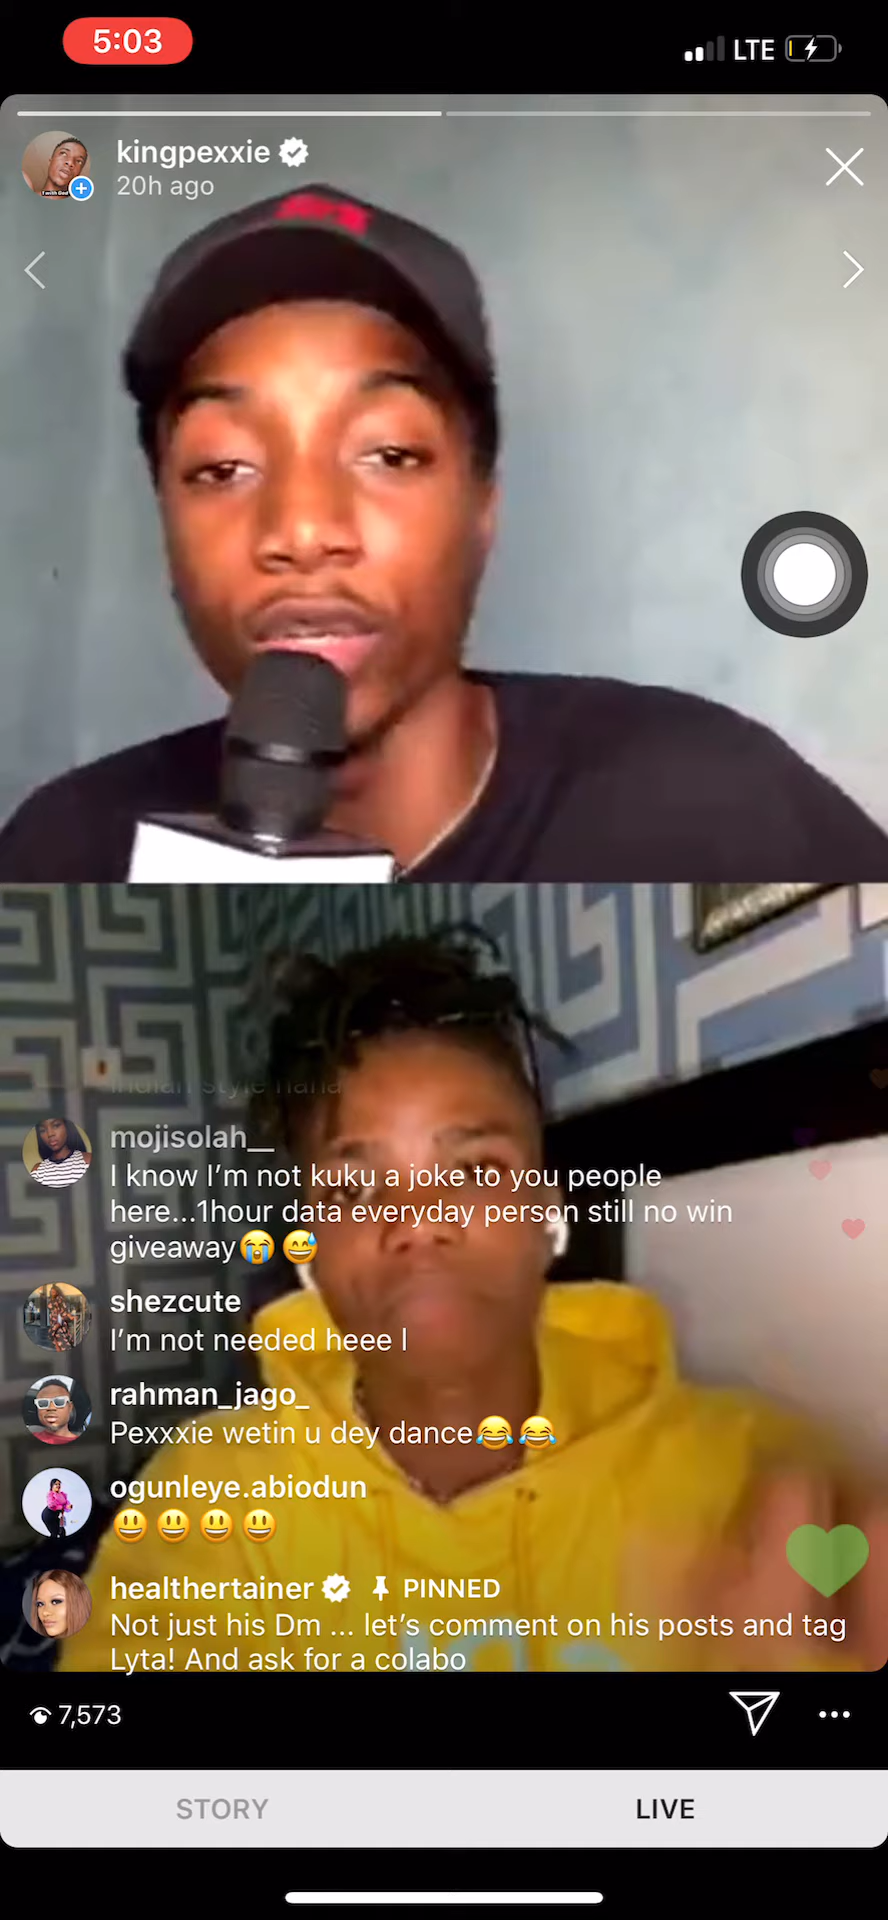 5:03
LTE
kingpexxie
20h ago
mojisolah__
I know I'm not kuku a joke to you people
here...1hour data everyday person still no win
giveaway😭😅
shezcute
I'm not needed heee l
rahman_jago_
Pexxxie wetin u dey dance😂😂
ogunleye.abiodun
😃😃😃😃
healthertainer PINNED
Not just his Dm ... let's comment on his posts and tag
Lyta! And ask for a colabo
7,573
STORY
LIVE